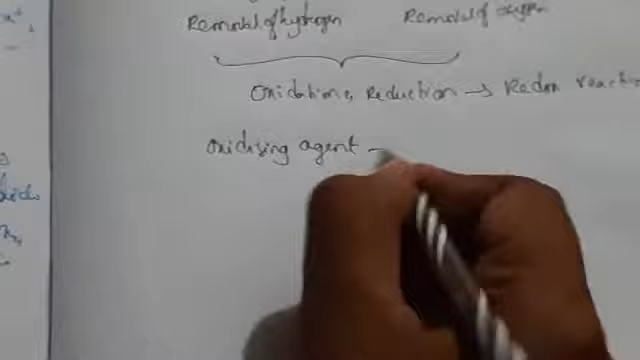 Removal of hydrogen Removal of oxygen
Oxidation & Reduction → Redox reaction
Oxidising agent –